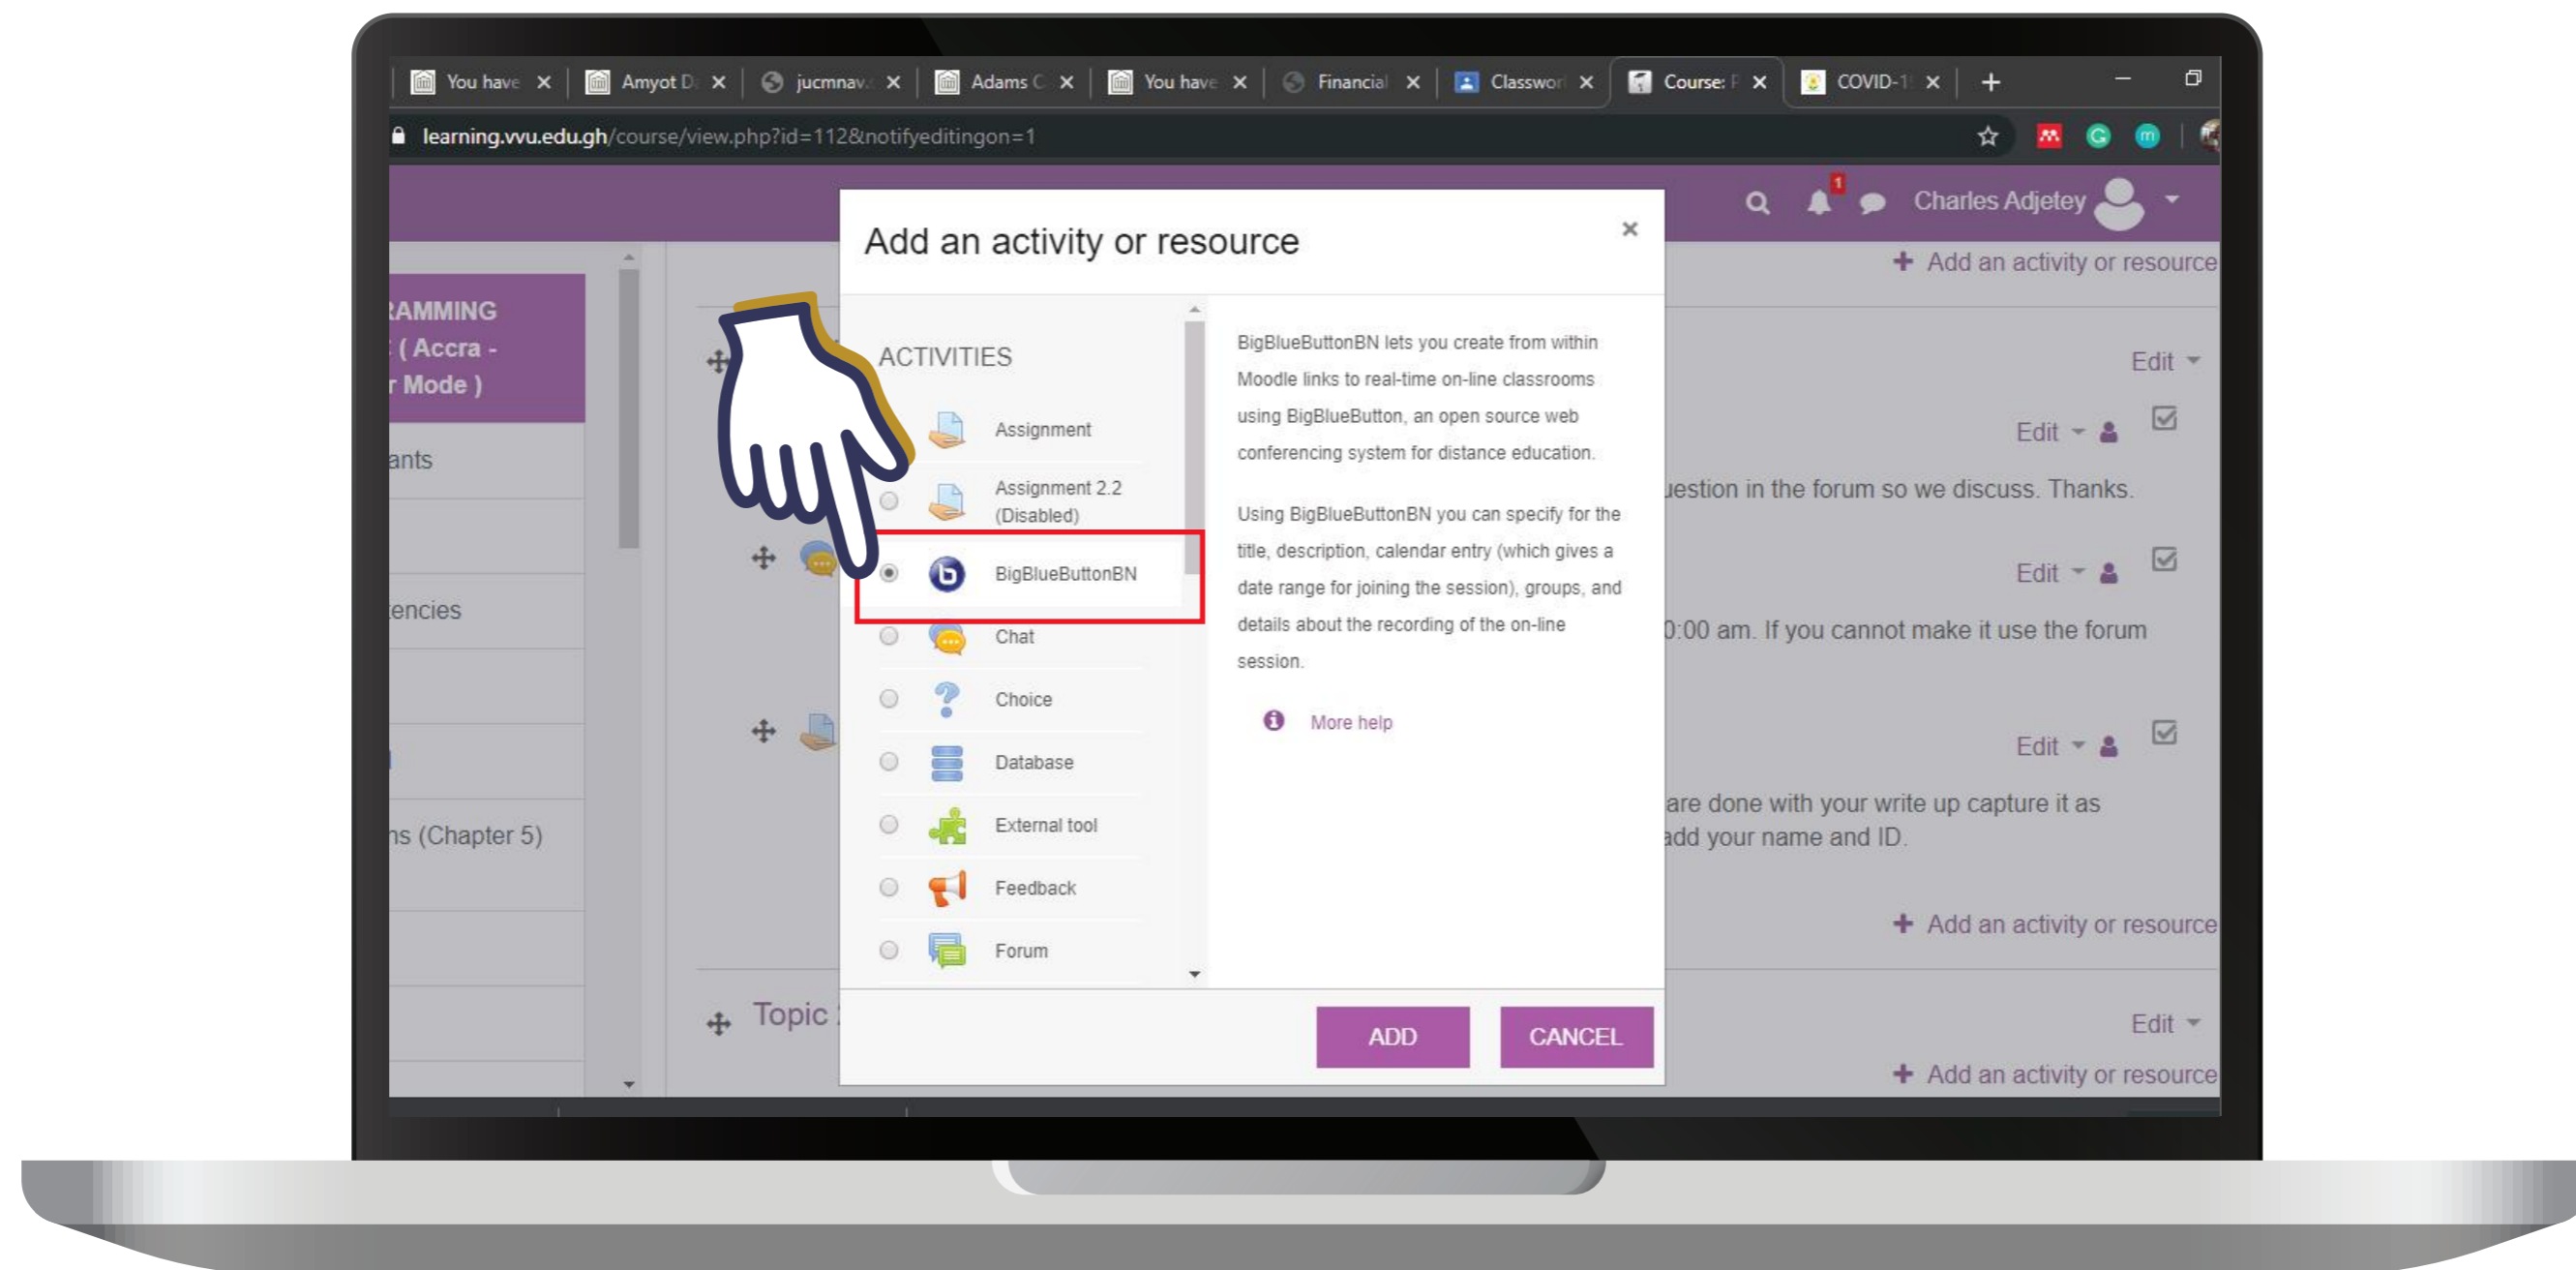 You have
Amyot D
jucmnav.
Adams C
You have
Financial
Classwor
Course: P
COVID-1
learning.vvu.edu.gh/course/view.php?id=112&notifyeditingon=1
1
Charles Adjetey
Add an activity or resource
×
Add an activity or resource
RAMMING
( Accra -
r Mode )
ants
encies
ns (Chapter 5)
ACTIVITIES
Assignment
Assignment 2.2
(Disabled)
BigBlueButtonBN
Chat
Choice
Database
External tool
Feedback
Forum
BigBlueButtonBN lets you create from within
Moodle links to real-time on-line classrooms
using BigBlueButton, an open source web
conferencing system for distance education.
Using BigBlueButtonBN you can specify for the
title, description, calendar entry (which gives a
date range for joining the session), groups, and
details about the recording of the on-line
session.
More help
ADD
CANCEL
Edit
Edit
uestion in the forum so we discuss. Thanks.
Edit
0:00 am. If you cannot make it use the forum
Edit
are done with your write up capture it as
add your name and ID.
Add an activity or resource
Topic
Edit
Add an activity or resource